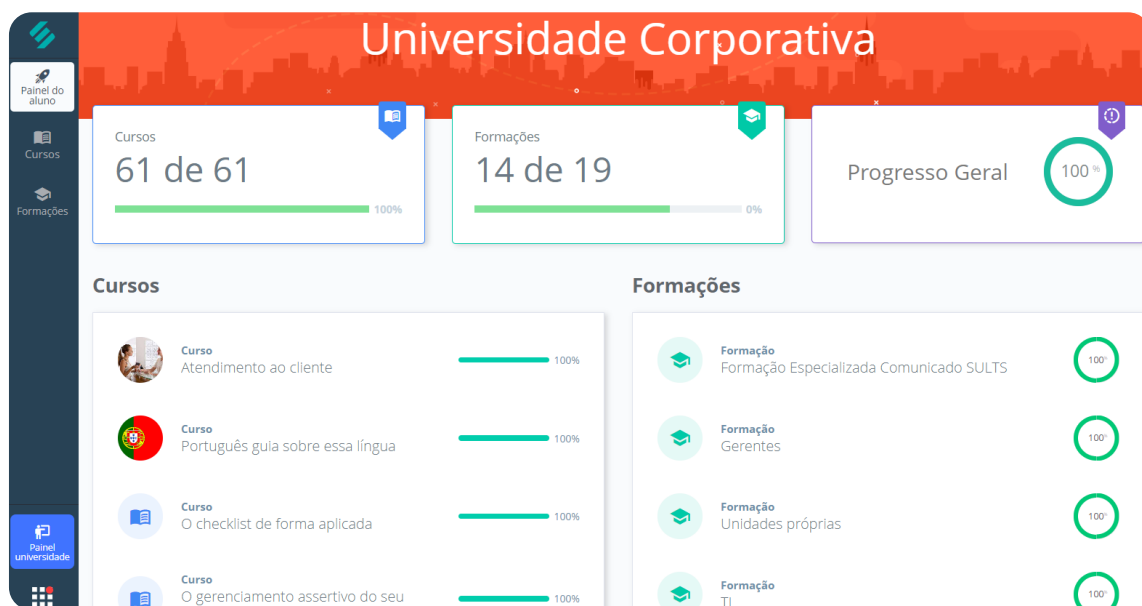 Universidade Corporativa
Painel do
aluno
Cursos
Formações
Painel
universidade
Cursos
61 de 61
100%
Formações
14 de 19
0%
Progresso Geral
100 %
Cursos
Curso
Atendimento ao cliente
100%
Curso
Português guia sobre essa língua
100%
Curso
O checklist de forma aplicada
100%
Curso
O gerenciamento assertivo do seu
100%
Formações
Formação
Formação Especializada Comunicado SULTS
100%
Formação
Gerentes
100%
Formação
Unidades próprias
100%
Formação
TI
100%